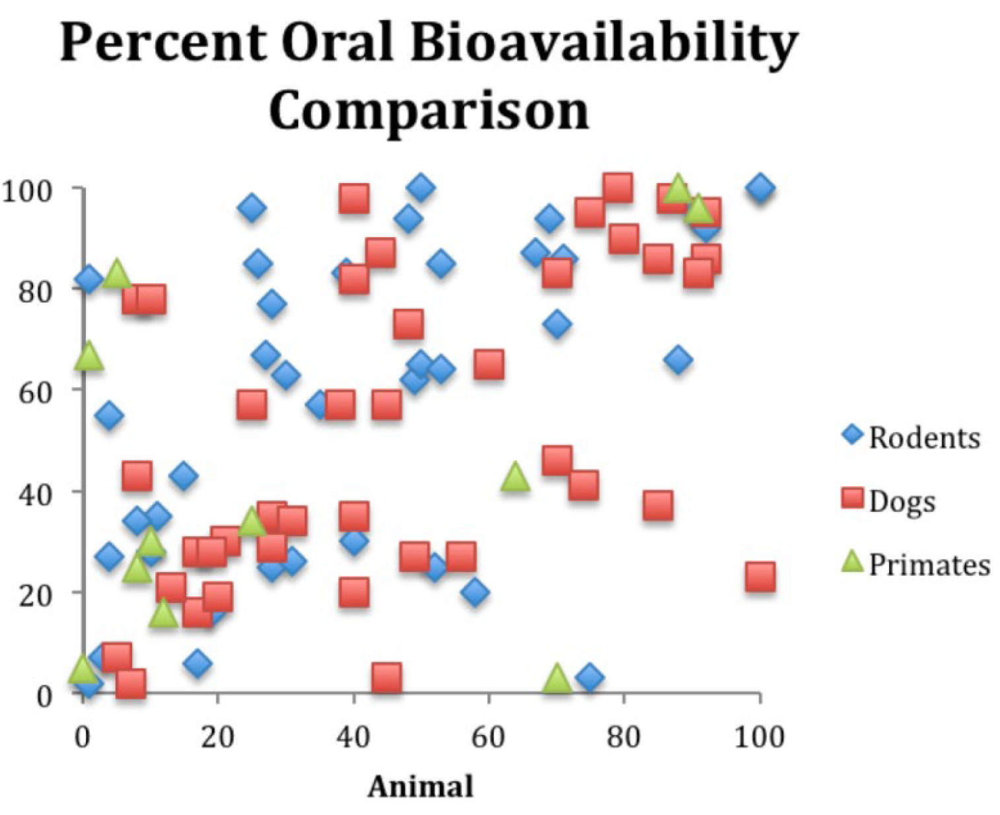 Percent Oral Bioavailability
Comparison
100
80
60
40
20
0
0 20 40 60 80 100
Animal
Rodents
Dogs
Primates